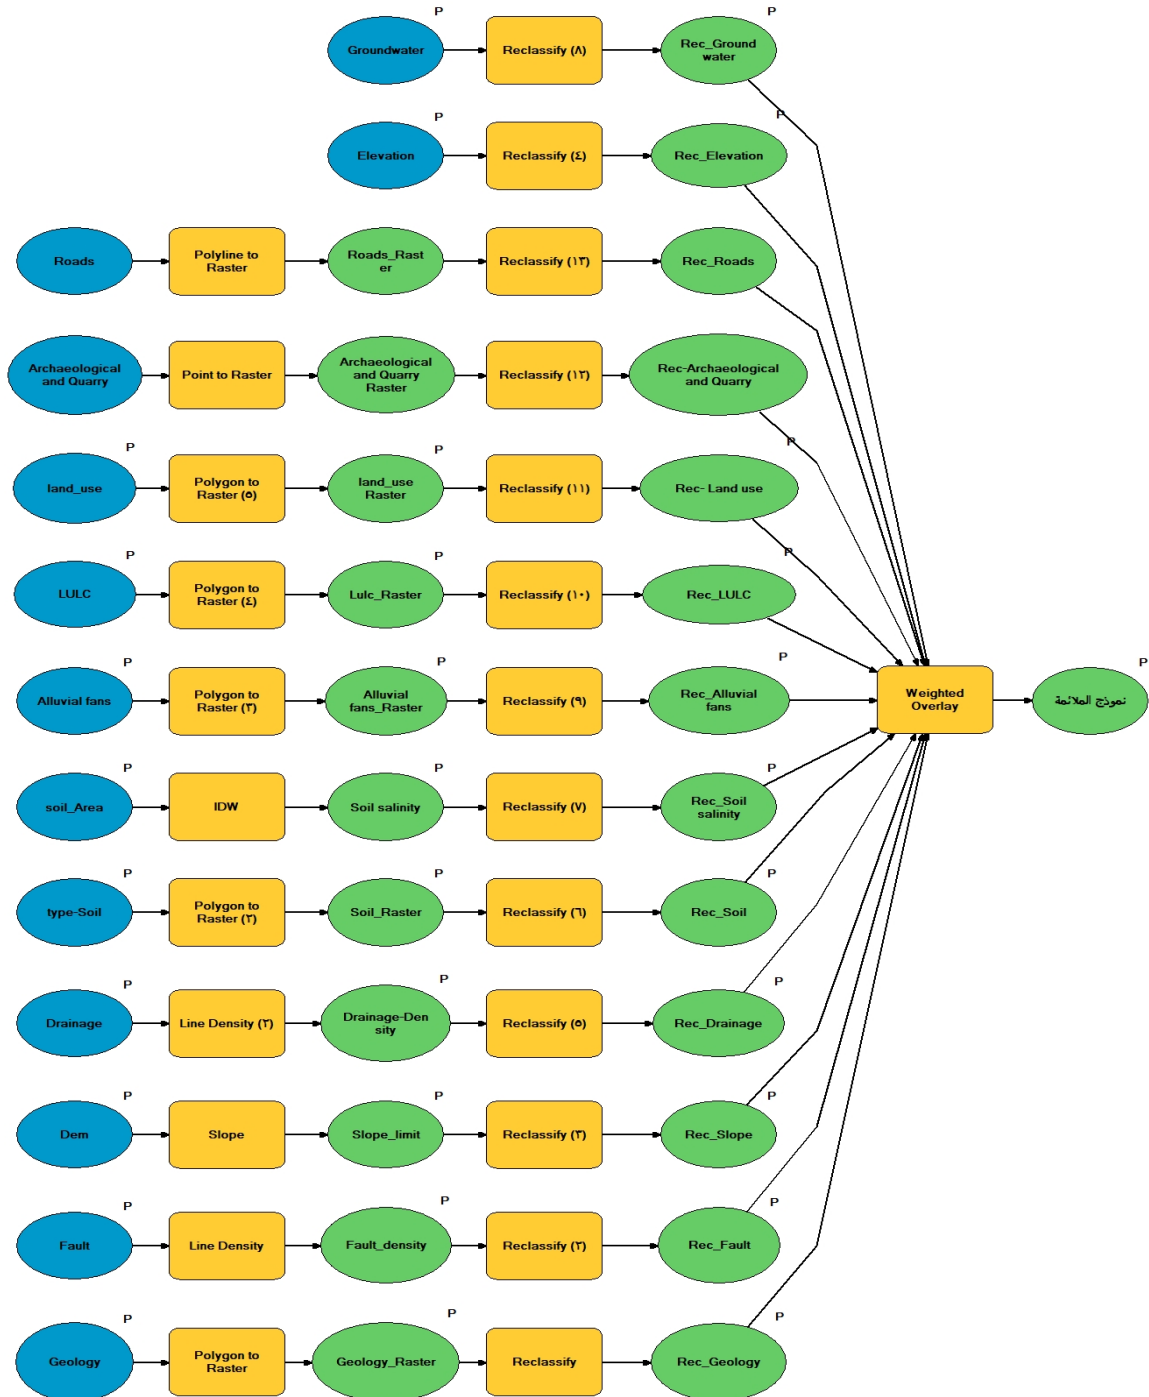 P
P
Groundwater
Reclassify (٨)
Rec_Ground
water
P
P
Elevation
Reclassify (٤)
Rec_Elevation
Roads
Polyline to
Raster
Roads_Rast
er
Reclassify (١٣)
Rec_Roads
Archaeological
and Quarry
Point to Raster
Archaeological
and Quarry
Raster
Reclassify (١٢)
Rec-Archaeological
and Quarry
P
P
P
land_use
Polygon to
Raster (٥)
land_use
Raster
Reclassify (١١)
Rec- Land use
P
P
P
LULC
Polygon to
Raster (٤)
Lulc_Raster
Reclassify (١٠)
Rec_LULC
P
P
P
Alluvial fans
Polygon to
Raster (٣)
Alluvial
fans_Raster
Reclassify (٩)
Rec_Alluvial
fans
Weighted
Overlay
P
نموذج الملائمة
P
P
P
soil_Area
IDW
Soil salinity
Reclassify (٧)
Rec_Soil
salinity
P
P
P
type-Soil
Polygon to
Raster (٢)
Soil_Raster
Reclassify (٦)
Rec_Soil
P
P
P
Drainage
Line Density (٢)
Drainage-Den
sity
Reclassify (٥)
Rec_Drainage
P
P
P
Dem
Slope
Slope_limit
Reclassify (٣)
Rec_Slope
P
P
P
Fault
Line Density
Fault_density
Reclassify (٢)
Rec_Fault
P
P
P
Geology
Polygon to
Raster
Geology_Raster
Reclassify
Rec_Geology